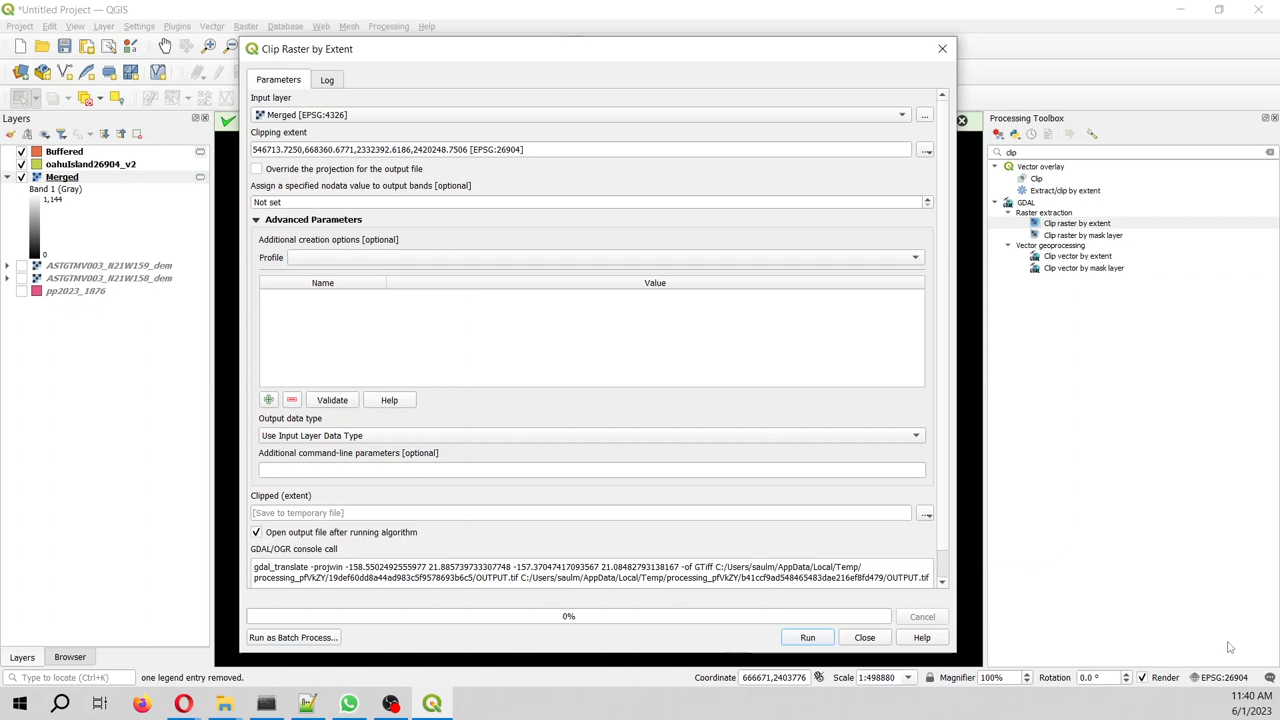 *Untitled Project — QGIS
Project Edit View Layer Settings Plugins Vector Raster Database Web Mesh Processing Help
Clip Raster by Extent
Parameters Log
Input layer
Merged [EPSG:4326]
...
Clipping extent
546713.7250,668360.6771,2332392.6186,2420248.7506 [EPSG:26904]
Override the projection for the output file
Assign a specified nodata value to output bands [optional]
Not set
Advanced Parameters
Additional creation options [optional]
Profile
Name Value
Validate Help
Output data type
Use Input Layer Data Type
Additional command-line parameters [optional]
Clipped (extent)
[Save to temporary file]
Open output file after running algorithm
GDAL/OGR console call
gdal_translate -projwin -158.5502492555977 21.885739733307748 -157.37047417093567 21.08482793138167 -of GTiff C:/Users/saulm/AppData/Local/Temp/
processing_pfVkZY/19def60dd8a44ad983c5f9578693b6c5/OUTPUT.tif C:/Users/saulm/AppData/Local/Temp/processing_pfVkZY/b41ccf9ad548465483dae216ef8fd479/OUTPUT.tif
0%
Cancel
Run as Batch Process...
Run Close Help
Layers
Buffered
oahuIsland26904_v2
Merged
Band 1 (Gray)
1,144
0
ASTGTMV003_N21W159_dem
ASTGTMV003_N21W158_dem
pp2023_1876
Layers Browser
Processing Toolbox
clip
Vector overlay
Clip
Extract/clip by extent
GDAL
Raster extraction
Clip raster by extent
Clip raster by mask layer
Vector geoprocessing
Clip vector by extent
Clip vector by mask layer
Type to locate (Ctrl+K)
one legend entry removed.
Coordinate 666671,2403776
Scale 1:498880
Magnifier 100%
Rotation 0.0 °
Render
EPSG:26904
11:40 AM
6/1/2023